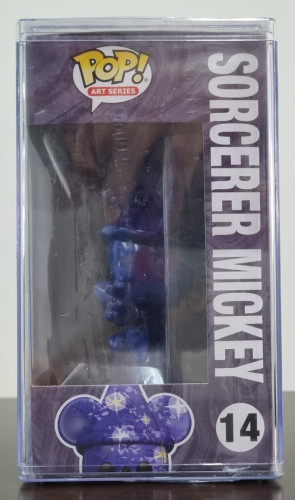 POP!
ART SERIES
SORCERER MICKEY
14